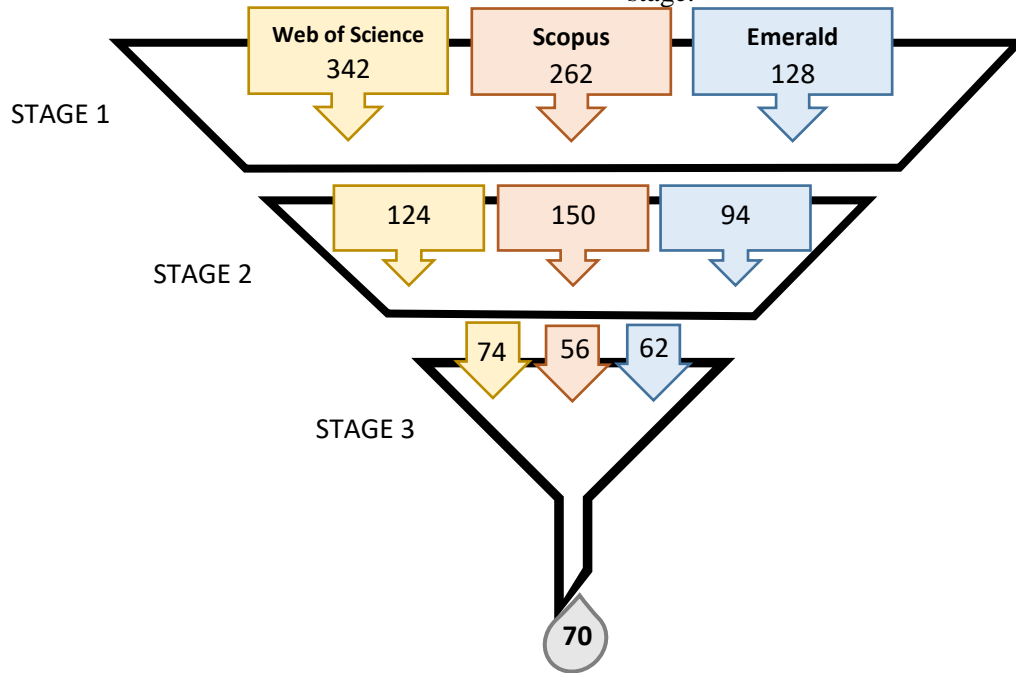 stage.
Web of Science
342
Scopus
262
Emerald
128
STAGE 1
124
150
94
STAGE 2
74
56
62
STAGE 3
70